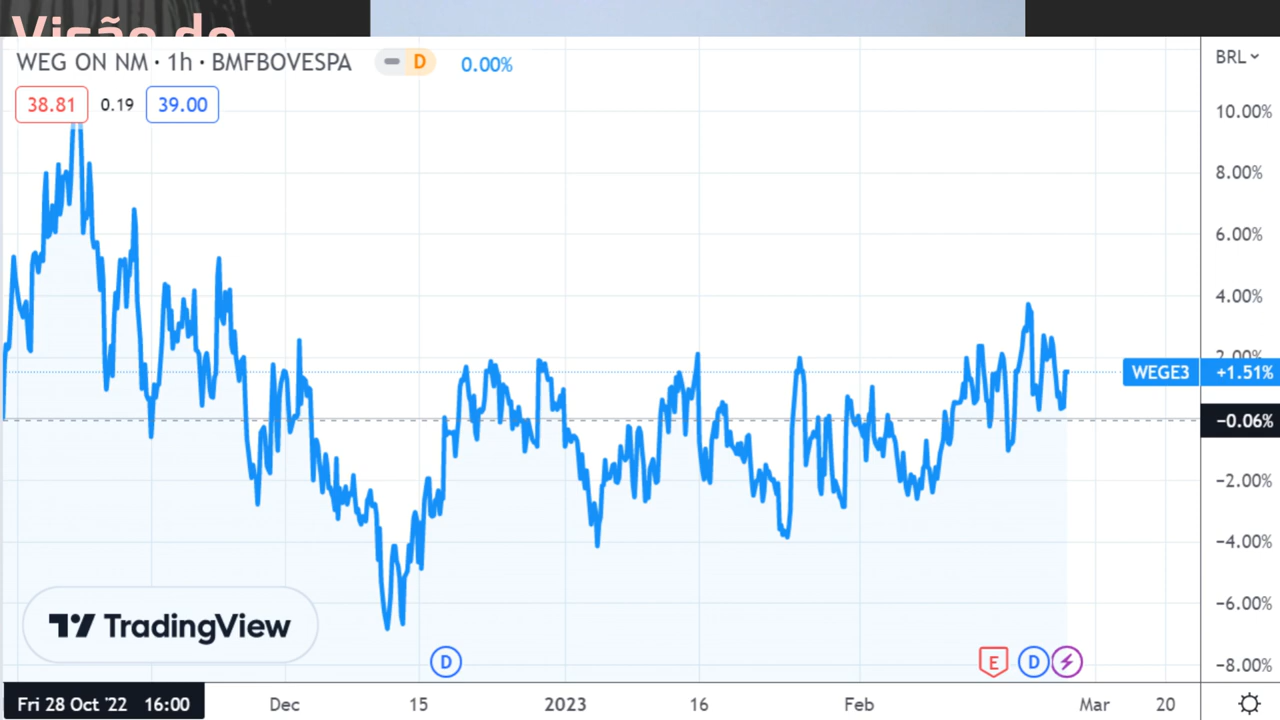 Visão de
WEG ON NM · 1h · BMFBOVESPA D 0.00% BRL
38.81 0.19 39.00
10.00%
8.00%
6.00%
4.00%
2.00%
WEGE3 +1.51%
−0.06%
−2.00%
−4.00%
−6.00%
TradingView
D E D
−8.00%
Fri 28 Oct '22 16:00 Dec 15 2023 16 Feb Mar 20